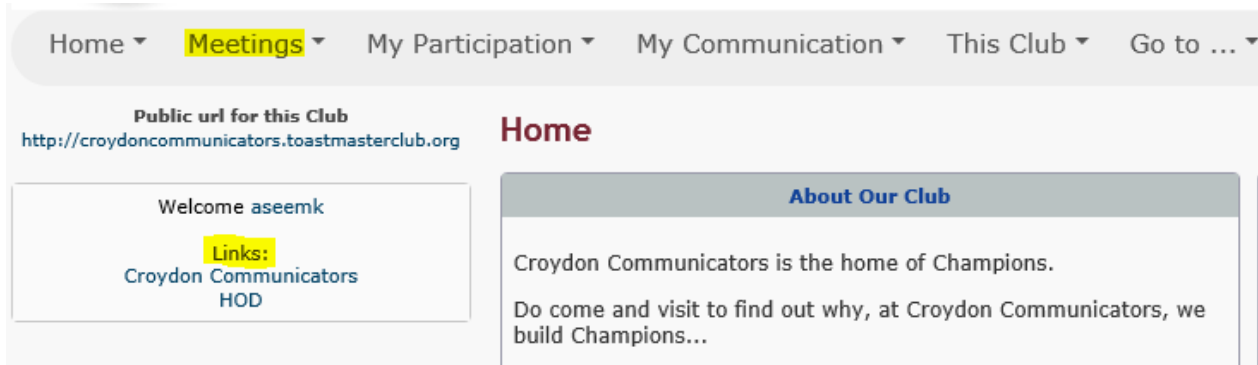 Home Meetings My Participation My Communication This Club Go to ...
Public url for this Club
http://croydoncommunicators.toastmasterclub.org
Welcome aseemk
Links:
Croydon Communicators
HOD
Home
About Our Club
Croydon Communicators is the home of Champions.
Do come and visit to find out why, at Croydon Communicators, we
build Champions...